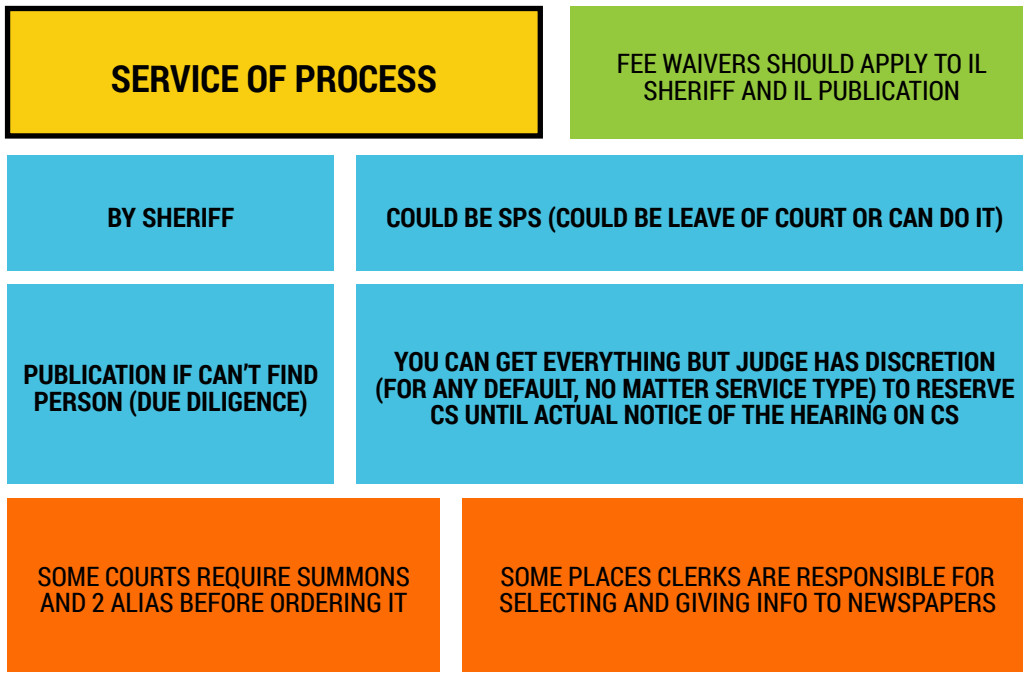 SERVICE OF PROCESS
FEE WAIVERS SHOULD APPLY TO IL
SHERIFF AND IL PUBLICATION
BY SHERIFF
COULD BE SPS (COULD BE LEAVE OF COURT OR CAN DO IT)
PUBLICATION IF CAN'T FIND
PERSON (DUE DILIGENCE)
YOU CAN GET EVERYTHING BUT JUDGE HAS DISCRETION
(FOR ANY DEFAULT, NO MATTER SERVICE TYPE) TO RESERVE
CS UNTIL ACTUAL NOTICE OF THE HEARING ON CS
SOME COURTS REQUIRE SUMMONS
AND 2 ALIAS BEFORE ORDERING IT
SOME PLACES CLERKS ARE RESPONSIBLE FOR
SELECTING AND GIVING INFO TO NEWSPAPERS